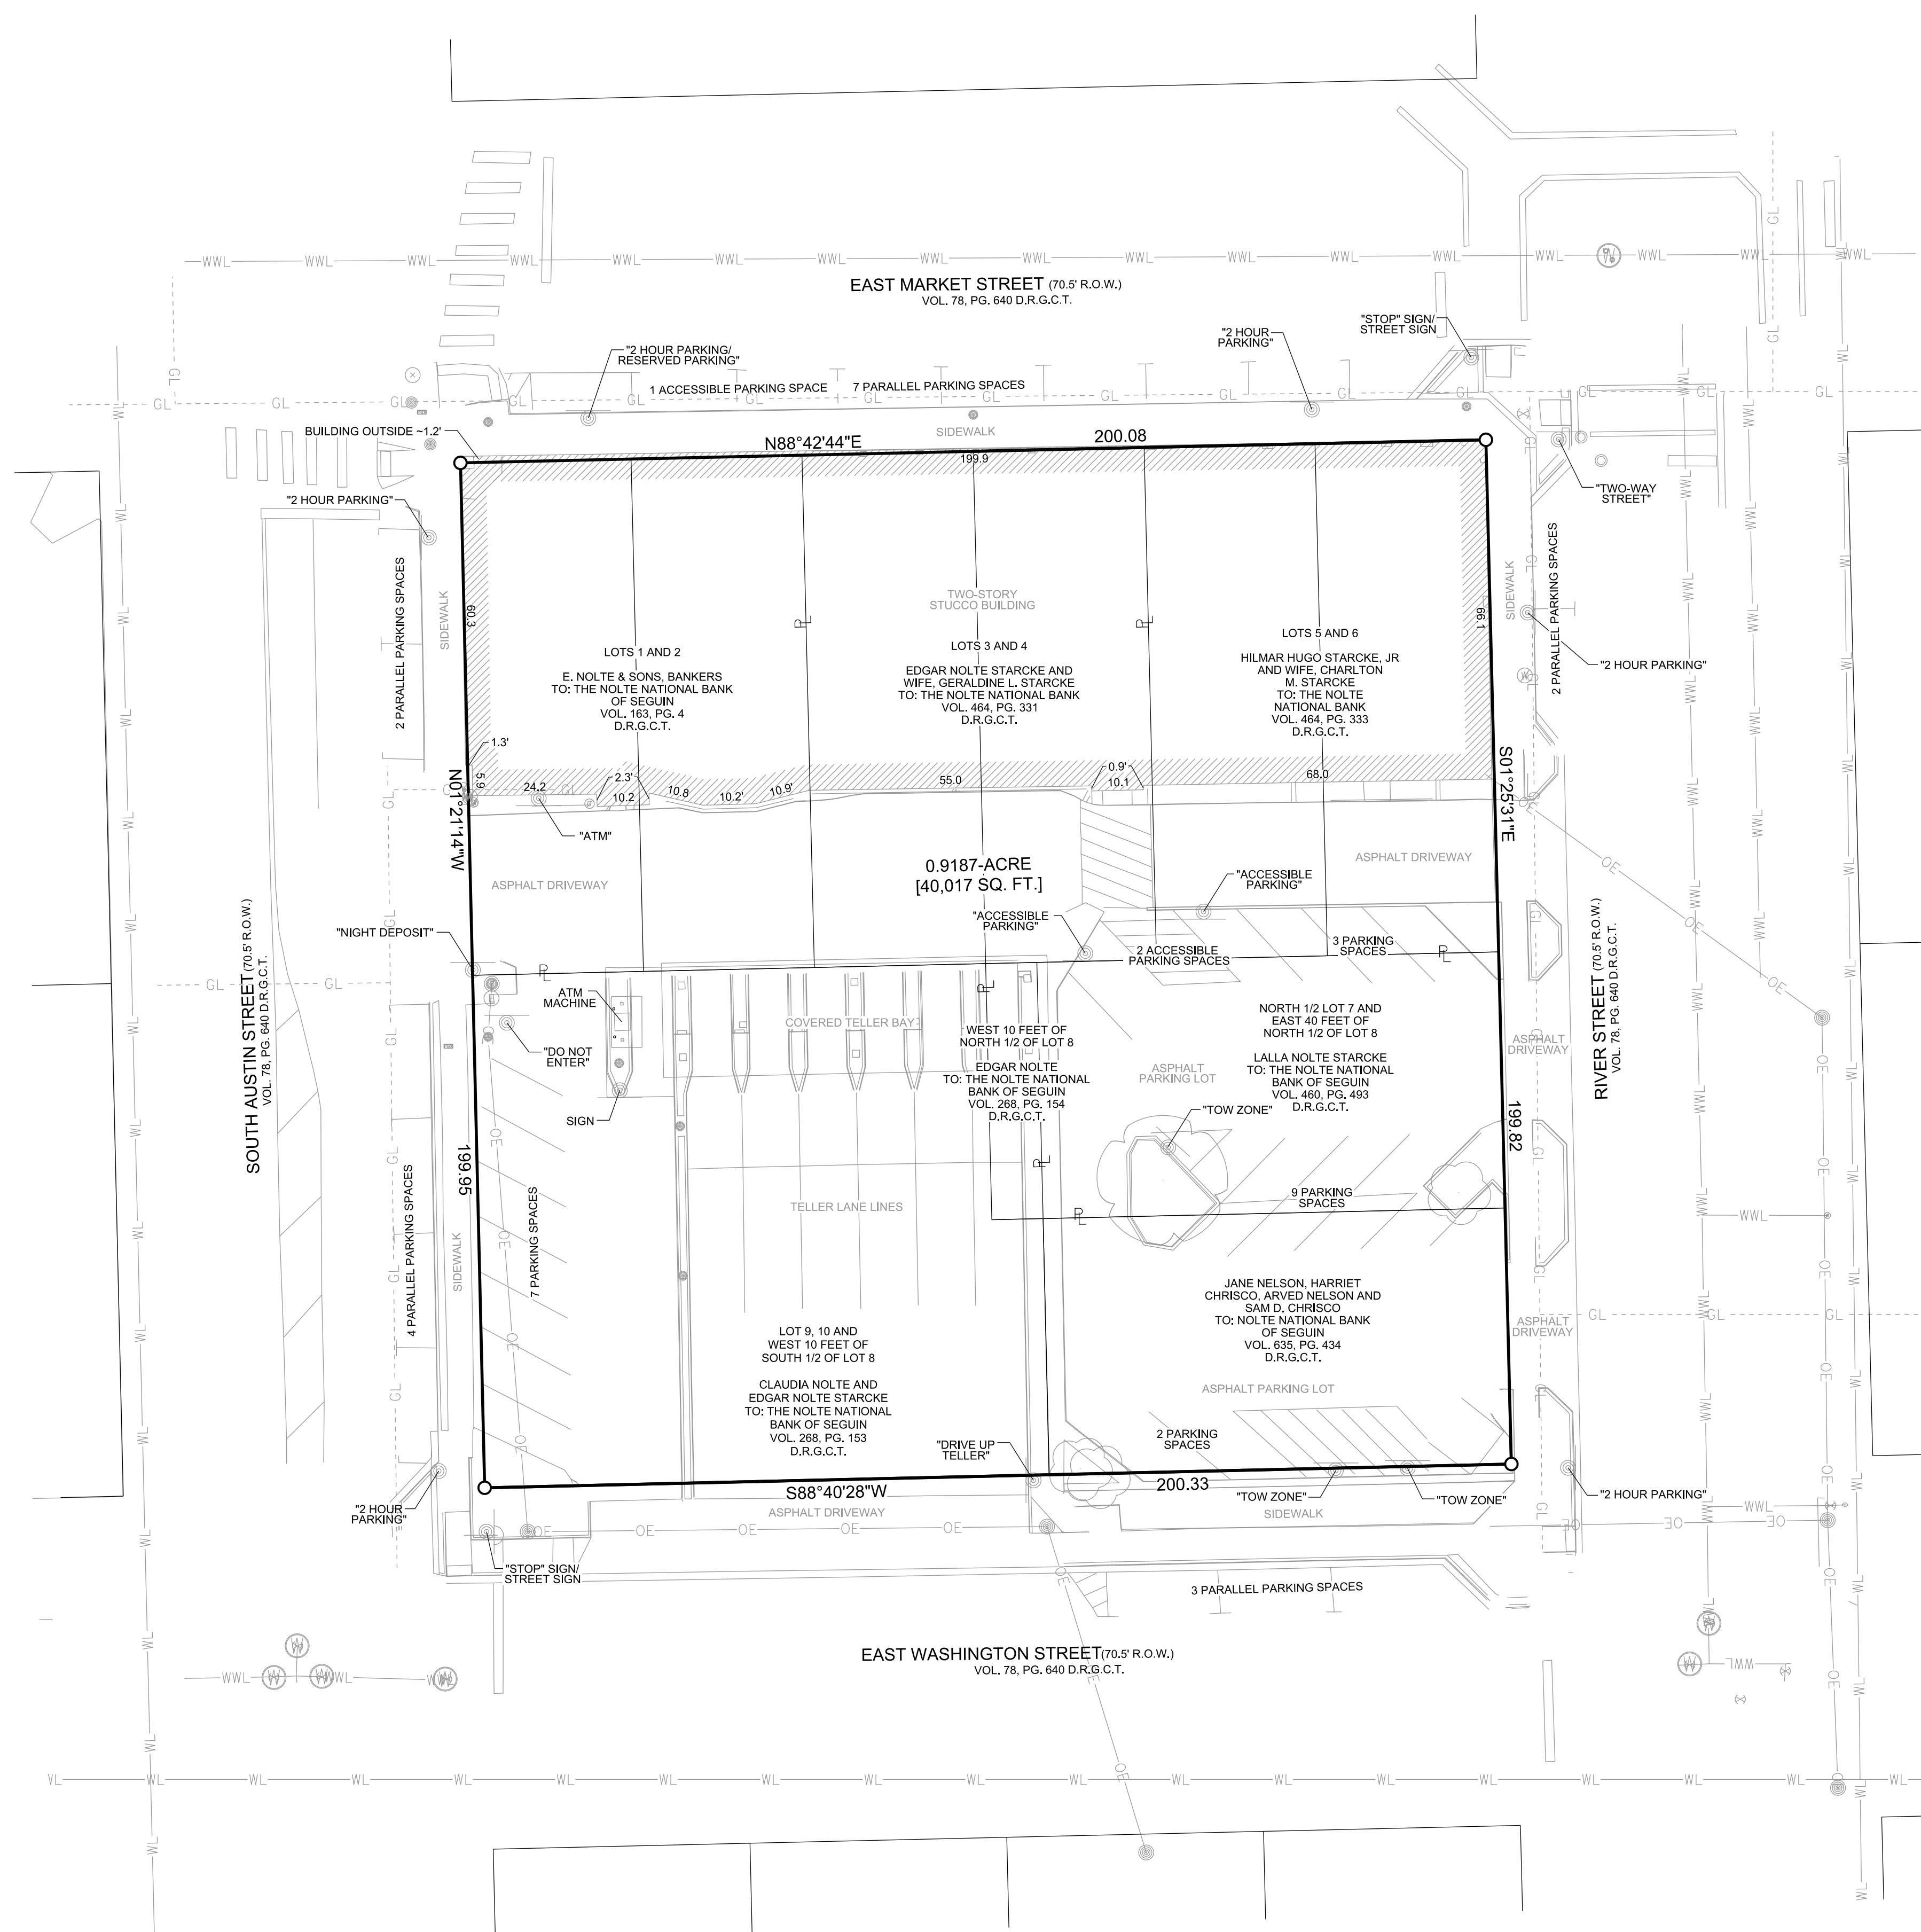 EAST MARKET STREET (70.5' R.O.W.)
VOL. 78, PG. 640 D.R.G.C.T.
"STOP" SIGN/
STREET SIGN
"2 HOUR
PARKING"
"2 HOUR PARKING/
RESERVED PARKING"
1 ACCESSIBLE PARKING SPACE
7 PARALLEL PARKING SPACES
BUILDING OUTSIDE ~1.2'
N88°42'44"E
SIDEWALK
200.08
199.9
"2 HOUR PARKING"
"TWO-WAY
STREET"
2 PARALLEL PARKING SPACES
SIDEWALK
60.3
TWO-STORY
STUCCO BUILDING
66.1
SIDEWALK
2 PARALLEL PARKING SPACES
"2 HOUR PARKING"
LOTS 1 AND 2
E. NOLTE & SONS, BANKERS
TO: THE NOLTE NATIONAL BANK
OF SEGUIN
VOL. 163, PG. 4
D.R.G.C.T.
LOTS 3 AND 4
EDGAR NOLTE STARCKE AND
WIFE, GERALDINE L. STARCKE
TO: THE NOLTE NATIONAL BANK
VOL. 464, PG. 331
D.R.G.C.T.
LOTS 5 AND 6
HILMAR HUGO STARCKE, JR
AND WIFE, CHARLTON
M. STARCKE
TO: THE NOLTE
NATIONAL BANK
VOL. 464, PG. 333
D.R.G.C.T.
1.3'
5.9
24.2
2.3'
10.2
10.8
10.2'
10.9'
55.0
0.9'
10.1
68.0
N01°21'14"W
S01°25'31"E
"ATM"
ASPHALT DRIVEWAY
0.9187-ACRE
[40,017 SQ. FT.]
ASPHALT DRIVEWAY
"ACCESSIBLE
PARKING"
"ACCESSIBLE
PARKING"
2 ACCESSIBLE
PARKING SPACES
3 PARKING
SPACES
"NIGHT DEPOSIT"
SOUTH AUSTIN STREET (70.5' R.O.W.)
VOL. 78, PG. 640 D.R.G.C.T.
RIVER STREET (70.5' R.O.W.)
VOL. 78, PG. 640 D.R.G.C.T.
ATM
MACHINE
COVERED TELLER BAY
"DO NOT
ENTER"
SIGN
WEST 10 FEET OF
NORTH 1/2 OF LOT 8
EDGAR NOLTE
TO: THE NOLTE NATIONAL
BANK OF SEGUIN
VOL. 268, PG. 154
D.R.G.C.T.
NORTH 1/2 LOT 7 AND
EAST 40 FEET OF
NORTH 1/2 OF LOT 8
LALLA NOLTE STARCKE
TO: THE NOLTE NATIONAL
BANK OF SEGUIN
VOL. 460, PG. 493
D.R.G.C.T.
ASPHALT
PARKING LOT
ASPHALT
DRIVEWAY
"TOW ZONE"
199.95
199.82
TELLER LANE LINES
9 PARKING
SPACES
4 PARALLEL PARKING SPACES
SIDEWALK
7 PARKING SPACES
JANE NELSON, HARRIET
CHRISCO, ARVED NELSON AND
SAM D. CHRISCO
TO: NOLTE NATIONAL BANK
OF SEGUIN
VOL. 635, PG. 434
D.R.G.C.T.
ASPHALT
DRIVEWAY
LOT 9, 10 AND
WEST 10 FEET OF
SOUTH 1/2 OF LOT 8
CLAUDIA NOLTE AND
EDGAR NOLTE STARCKE
TO: THE NOLTE NATIONAL
BANK OF SEGUIN
VOL. 268, PG. 153
D.R.G.C.T.
ASPHALT PARKING LOT
"DRIVE UP
TELLER"
2 PARKING
SPACES
S88°40'28"W
200.33
"TOW ZONE"
"TOW ZONE"
"2 HOUR PARKING"
"2 HOUR
PARKING"
ASPHALT DRIVEWAY
SIDEWALK
"STOP" SIGN/
STREET SIGN
3 PARALLEL PARKING SPACES
EAST WASHINGTON STREET (70.5' R.O.W.)
VOL. 78, PG. 640 D.R.G.C.T.